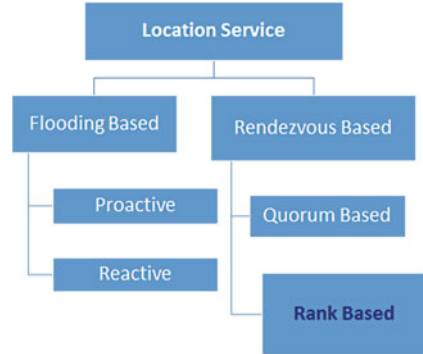 Location Service
Flooding Based
Rendezvous Based
Proactive
Quorum Based
Reactive
Rank Based